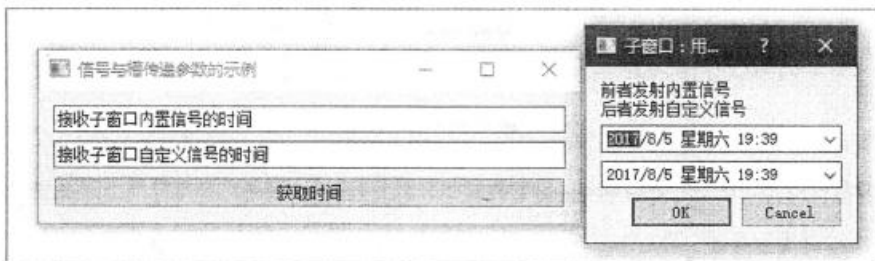 信号与槽传递参数的示例
接收子窗口内置信号的时间
接收子窗口自定义信号的时间
获取时间
子窗口：用... ?
前者发射内置信号
后者发射自定义信号
2017/8/5 星期六 19:39
2017/8/5 星期六 19:39
OK Cancel